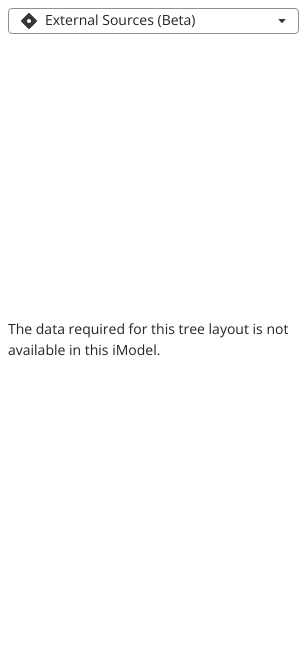 External Sources (Beta)
The data required for this tree layout is not
available in this iModel.